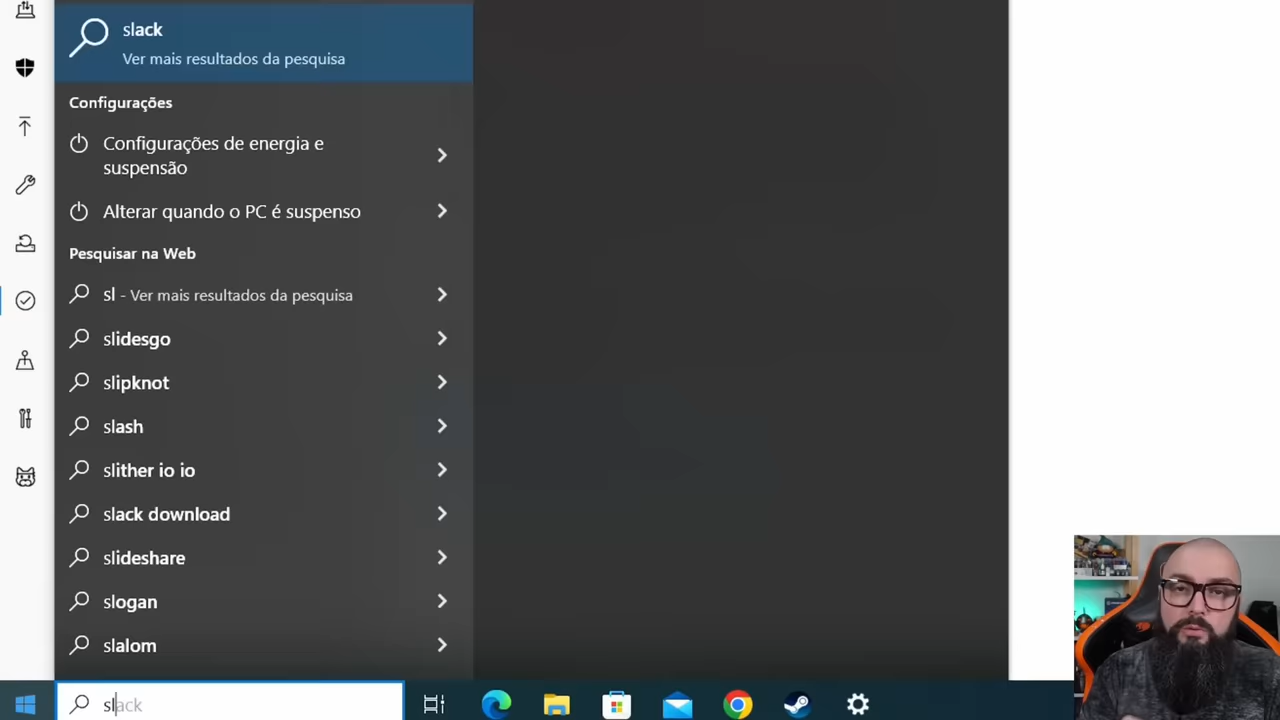 slack
Ver mais resultados da pesquisa
Configurações
Configurações de energia e
suspensão
Alterar quando o PC é suspenso
Pesquisar na Web
sl - Ver mais resultados da pesquisa
slidesgo
slipknot
slash
slither io io
slack download
slideshare
slogan
slalom
slack